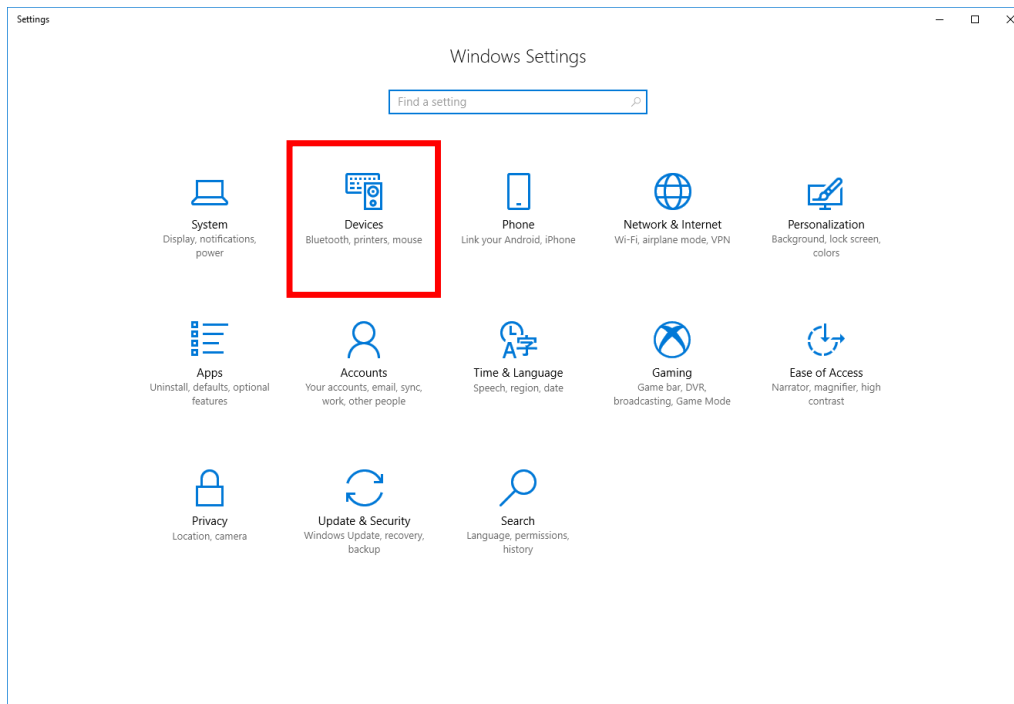 Settings
Windows Settings
Find a setting
System
Display, notifications,
power
Devices
Bluetooth, printers, mouse
Phone
Link your Android, iPhone
Network & Internet
Wi-Fi, airplane mode, VPN
Personalization
Background, lock screen,
colors
Apps
Uninstall, defaults, optional
features
Accounts
Your accounts, email, sync,
work, other people
Time & Language
Speech, region, date
Gaming
Game bar, DVR,
broadcasting, Game Mode
Ease of Access
Narrator, magnifier, high
contrast
Privacy
Location, camera
Update & Security
Windows Update, recovery,
backup
Search
Language, permissions,
history